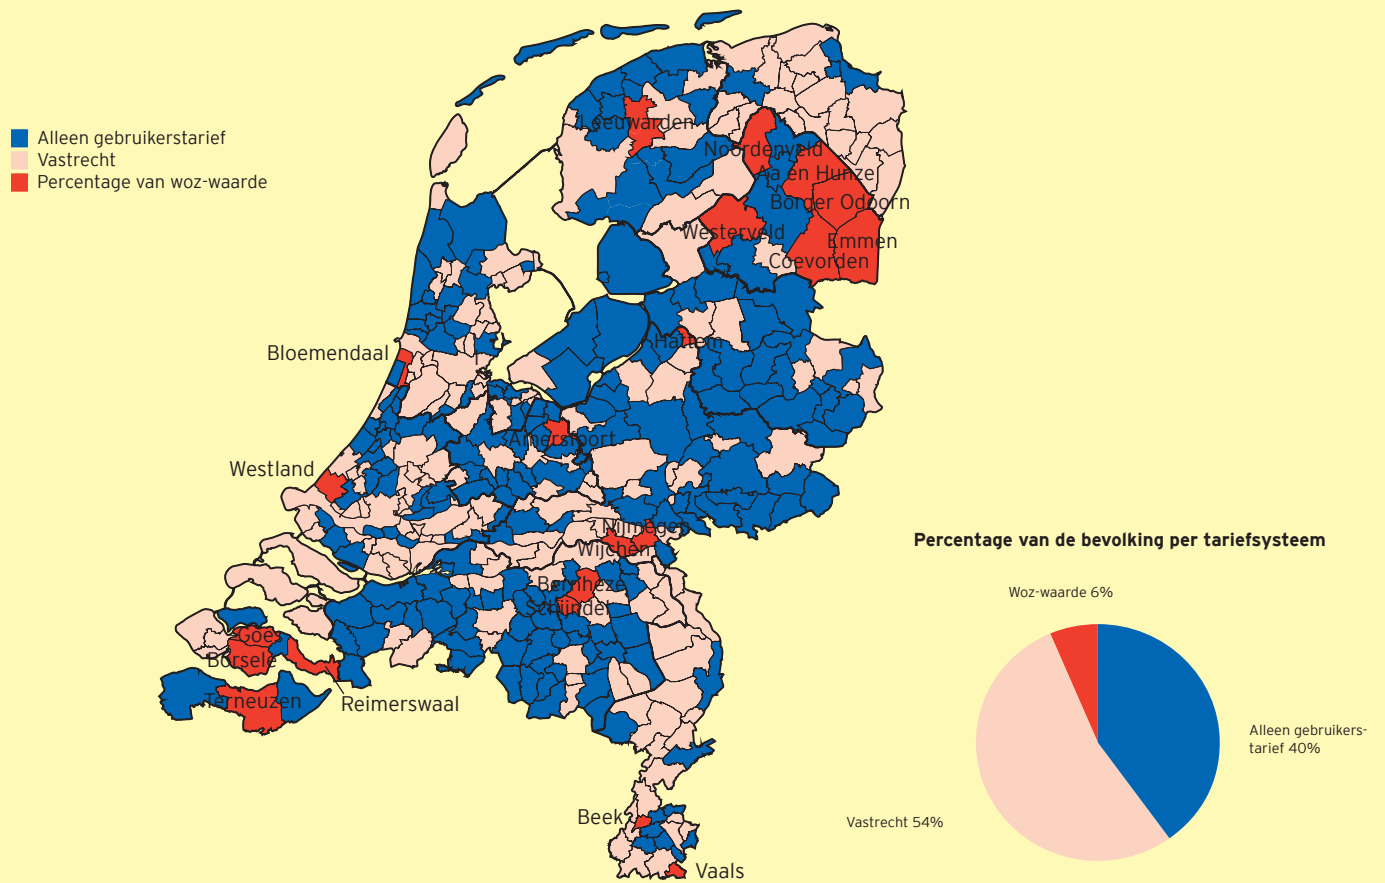 Alleen gebruikerstarief
Vastrecht
Percentage van woz-waarde
Leeuwarden
Noordenveld
Aa en Hunze
Borger Odoorn
Westerveld
Emmen
Coevorden
Hattem
Bloemendaal
Amersfoort
Westland
Nijmegen
Wijchen
Bernheze
Schijndel
Goes
Borsele
Terneuzen
Reimerswaal
Beek
Vaals
Percentage van de bevolking per tariefsysteem
Woz-waarde 6%
Alleen gebruikers-
tarief 40%
Vastrecht 54%